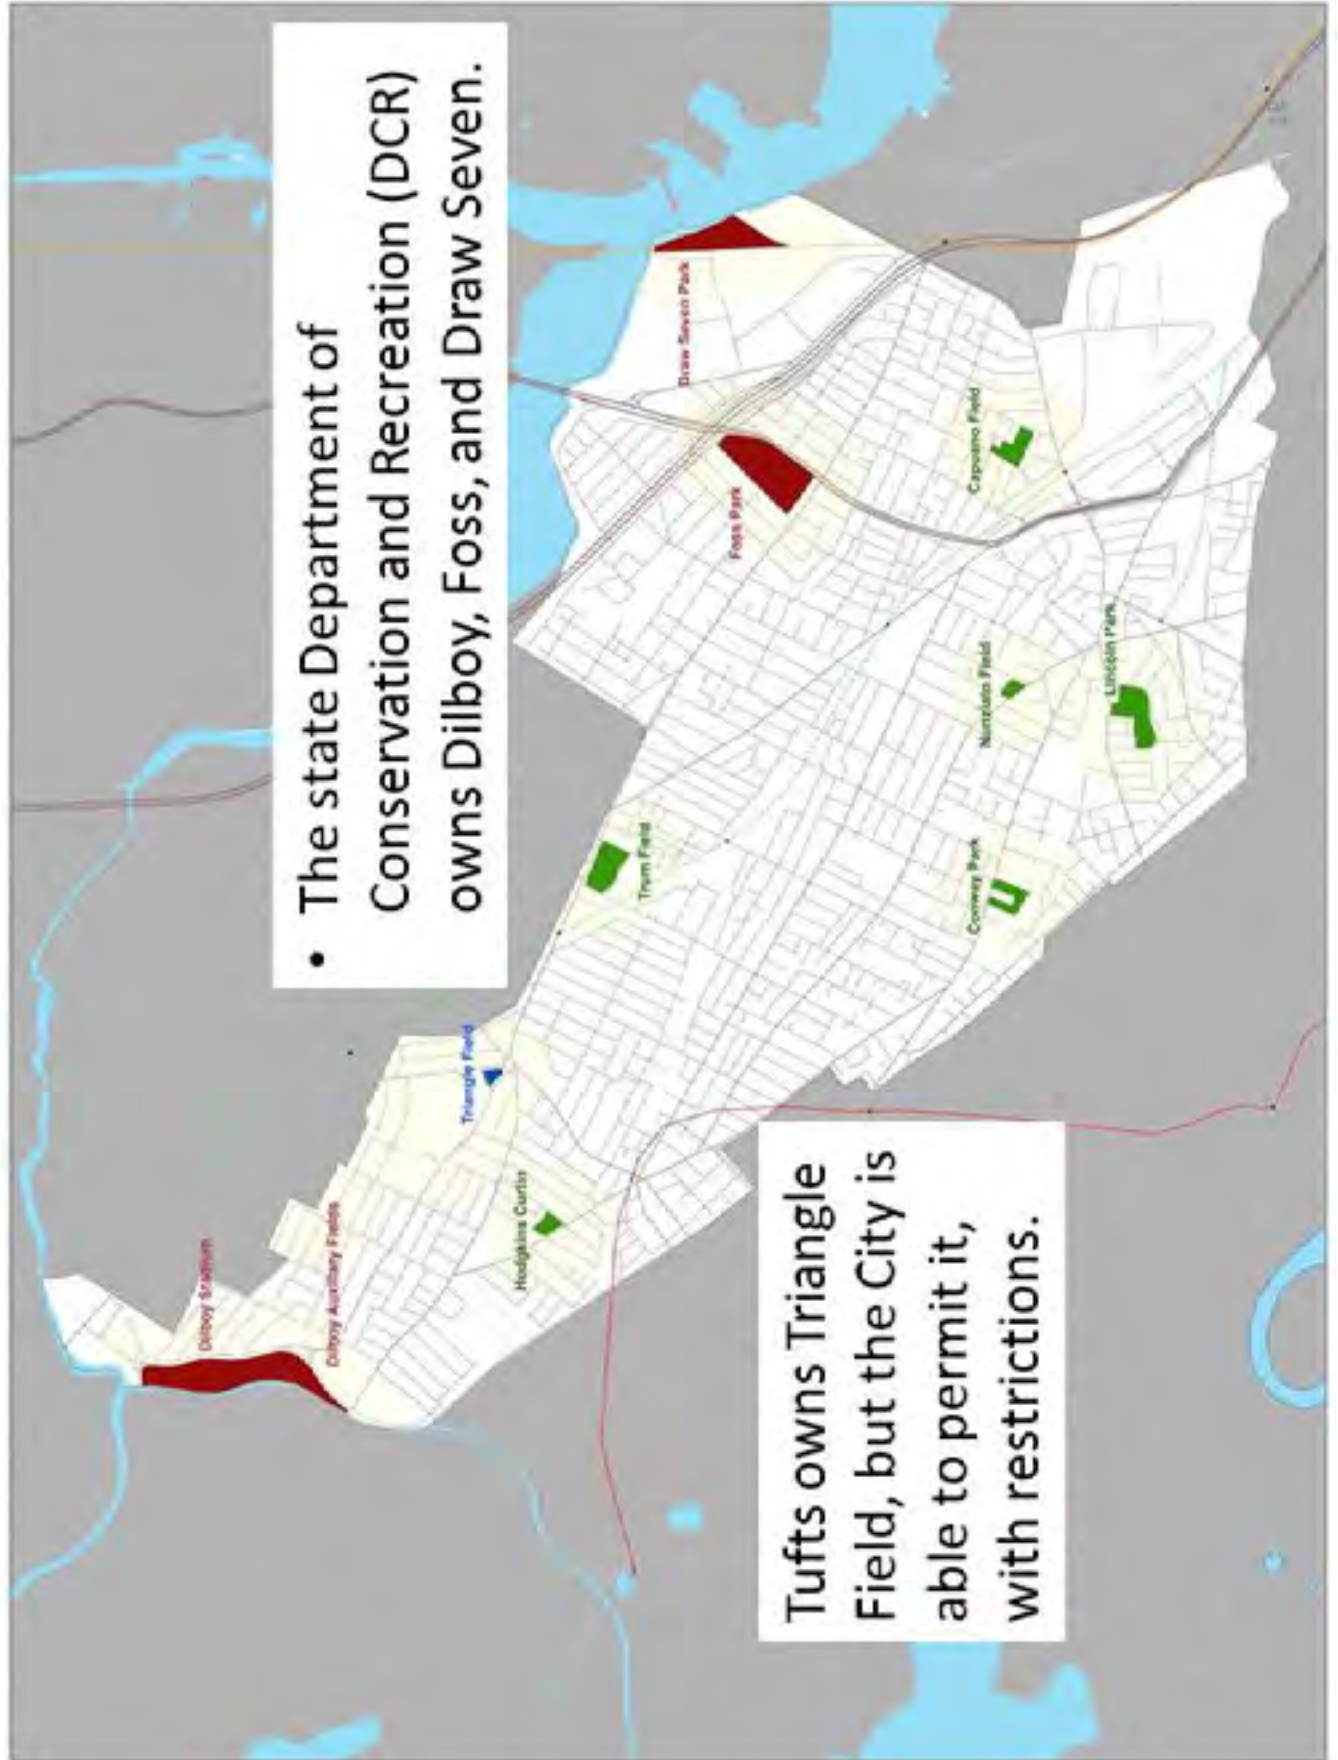 • The state Department of
Conservation and Recreation (DCR)
owns Dilboy, Foss, and Draw Seven.
Dilboy Stadium
Dilboy Auxiliary Fields
Triangle Field
Hodgkins Curtin
Trum Field
Foss Park
Draw Seven Park
Capuano Field
Nunziato Field
Lincoln Park
Conway Park
Tufts owns Triangle
Field, but the City is
able to permit it,
with restrictions.